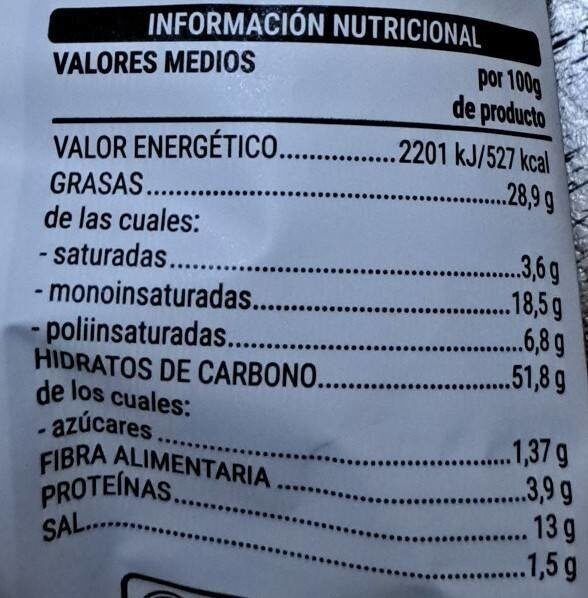 INFORMACIÓN NUTRICIONAL
VALORES MEDIOS
por 100g
de producto
VALOR ENERGÉTICO..............2201 kJ/527 kcal
GRASAS..............28,9 g
de las cuales:
- saturadas..............3,6 g
- monoinsaturadas..............18,5 g
- poliinsaturadas..............6,8 g
HIDRATOS DE CARBONO..............51,8 g
de los cuales:
- azúcares..............1,37 g
FIBRA ALIMENTARIA..............3,9 g
PROTEÍNAS..............13 g
SAL..............1,5 g